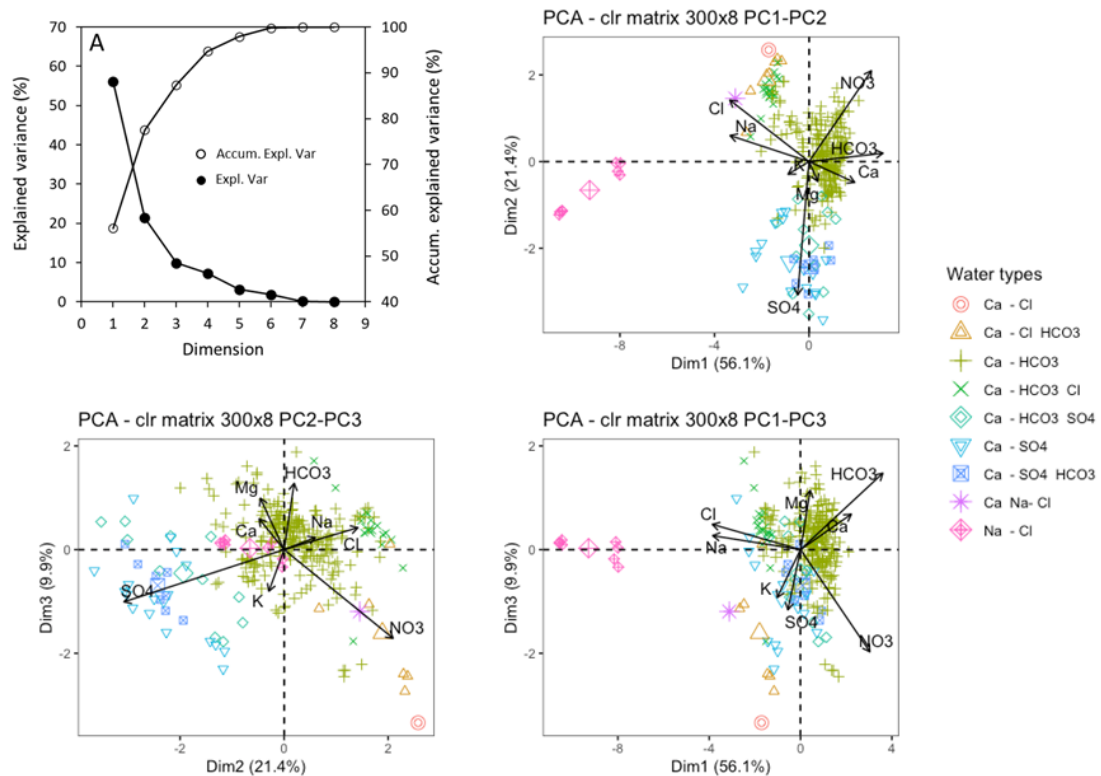 A
Explained variance (%)
70
60
50
40
30
20
10
0
0 1 2 3 4 5 6 7 8 9
Dimension
100
90
80
70
60
50
40
Accum. explained variance (%)
Accum. Expl. Var
Expl. Var
PCA - clr matrix 300x8 PC1-PC2
Dim2 (21.4%)
2
0
-2
NO3
Cl
Na
HCO3
K
Ca
Mg
SO4
-8 -4 0
Dim1 (56.1%)
Water types
Ca - Cl
Ca - Cl HCO3
Ca - HCO3
Ca - HCO3 Cl
Ca - HCO3 SO4
Ca - SO4
Ca - SO4 HCO3
Ca Na- Cl
Na - Cl
PCA - clr matrix 300x8 PC2-PC3
Dim3 (9.9%)
2
0
-2
HCO3
Mg
Ca
Na
Cl
SO4
K
NO3
-2 0 2
Dim2 (21.4%)
PCA - clr matrix 300x8 PC1-PC3
Dim3 (9.9%)
2
0
-2
HCO3
Mg
Cl
Ca
Na
K
SO4
NO3
-8 -4 0 4
Dim1 (56.1%)